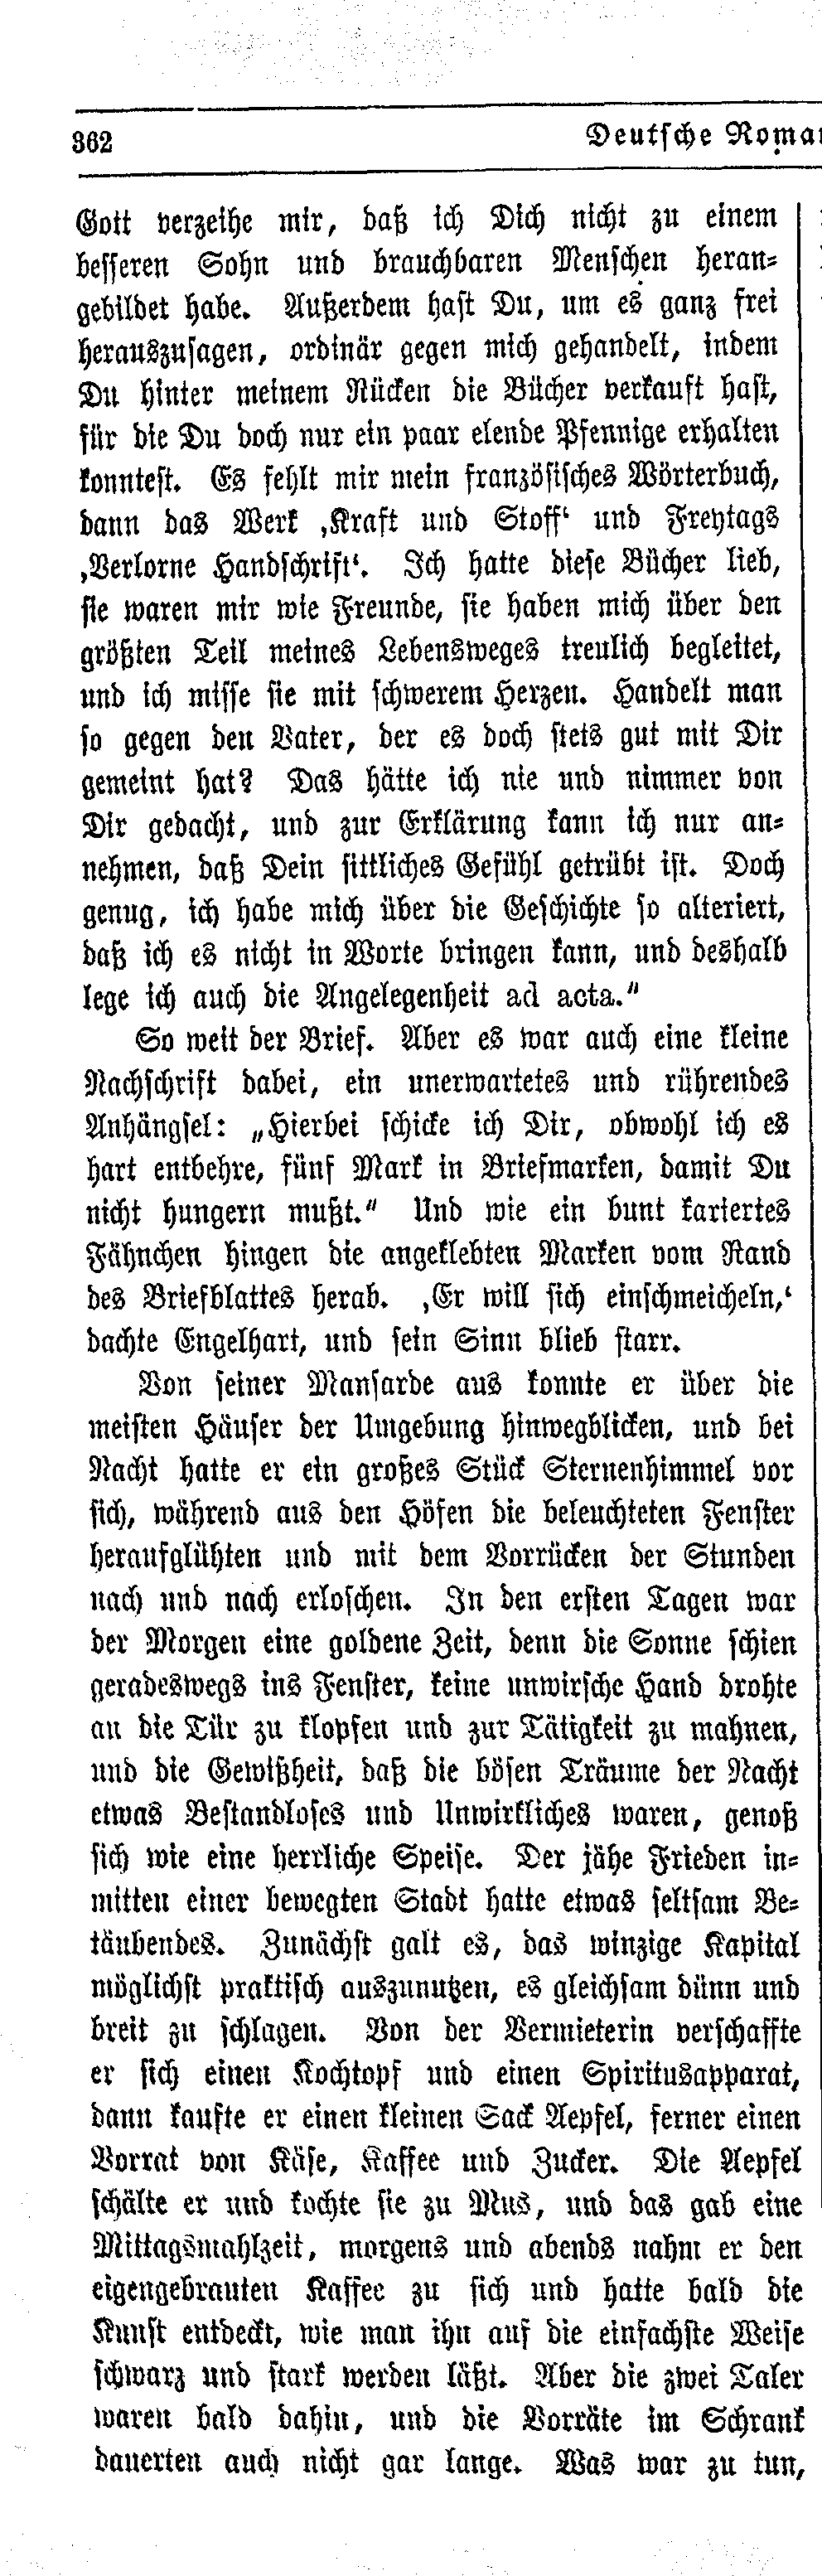 362
Deutsche Roman
Gott verzeihe mir, daß ich Dich nicht zu einem
besseren Sohn und brauchbaren Menschen heran-
gebildet habe. Außerdem hast Du, um es ganz frei
herauszusagen, ordinär gegen mich gehandelt, indem
Du hinter meinem Rücken die Bücher verkauft hast,
für die Du doch nur ein paar elende Pfennige erhalten
konntest. Es fehlt mir mein französisches Wörterbuch,
dann das Werk ‚Kraft und Stoff‘ und Freytags
‚Verlorne Handschrift‘. Ich hatte diese Bücher lieb,
sie waren mir wie Freunde, sie haben mich über den
größten Teil meines Lebensweges treulich begleitet,
und ich misse sie mit schwerem Herzen. Handelt man
so gegen den Vater, der es doch stets gut mit Dir
gemeint hat? Das hätte ich nie und nimmer von
Dir gedacht, und zur Erklärung kann ich nur an-
nehmen, daß Dein sittliches Gefühl getrübt ist. Doch
genug, ich habe mich über die Geschichte so alteriert,
daß ich es nicht in Worte bringen kann, und deshalb
lege ich auch die Angelegenheit ad acta.“
So weit der Brief. Aber es war auch eine kleine
Nachschrift dabei, ein unerwartetes und rührendes
Anhängsel: „Hierbei schicke ich Dir, obwohl ich es
hart entbehre, fünf Mark in Briefmarken, damit Du
nicht hungern mußt.“ Und wie ein bunt kariertes
Fähnchen hingen die angeklebten Marken vom Rand
des Briefblattes herab. ‚Er will sich einschmeicheln,‘
dachte Engelhart, und sein Sinn blieb starr.
Von seiner Mansarde aus konnte er über die
meisten Häuser der Umgebung hinwegblicken, und bei
Nacht hatte er ein großes Stück Sternenhimmel vor
sich, während aus den Höfen die beleuchteten Fenster
heraufglühten und mit dem Vorrücken der Stunden
nach und nach erloschen. In den ersten Tagen war
der Morgen eine goldene Zeit, denn die Sonne schien
geradeswegs ins Fenster, keine unwirsche Hand drohte
an die Tür zu klopfen und zur Tätigkeit zu mahnen,
und die Gewißheit, daß die bösen Träume der Nacht
etwas Bestandloses und Unwirkliches waren, genoß
sich wie eine herrliche Speise. Der jähe Frieden in-
mitten einer bewegten Stadt hatte etwas seltsam Be-
täubendes. Zunächst galt es, das winzige Kapital
möglichst praktisch auszunutzen, es gleichsam dünn und
breit zu schlagen. Von der Vermieterin verschaffte
er sich einen Kochtopf und einen Spiritusapparat,
dann kaufte er einen kleinen Sack Aepfel, ferner einen
Vorrat von Käse, Kaffee und Zucker. Die Aepfel
schälte er und kochte sie zu Mus, und das gab eine
Mittagsmahlzeit, morgens und abends nahm er den
eigengebrauten Kaffee zu sich und hatte bald die
Kunst entdeckt, wie man ihn auf die einfachste Weise
schwarz und stark werden läßt. Aber die zwei Taler
waren bald dahin, und die Vorräte im Schrank
dauerten auch nicht gar lange. Was war zu tun,